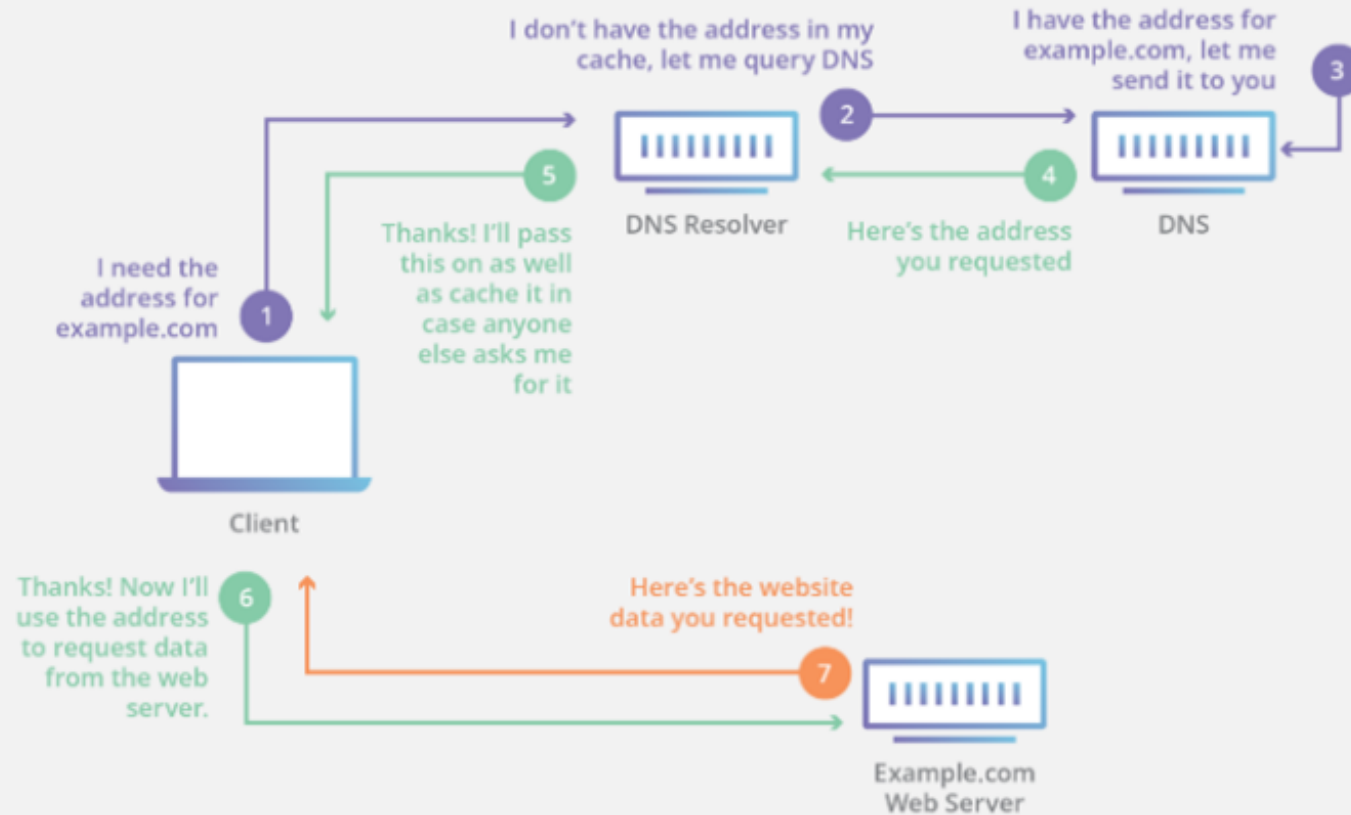 I don't have the address in my
cache, let me query DNS
I have the address for
example.com, let me
send it to you
3
2
5
4
DNS Resolver
DNS
Thanks! I'll pass
this on as well
as cache it in
case anyone
else asks me
for it
Here's the address
you requested
I need the
address for
example.com
1
Client
Thanks! Now I'll
use the address
to request data
from the web
server.
6
Here's the website
data you requested!
7
Example.com
Web Server